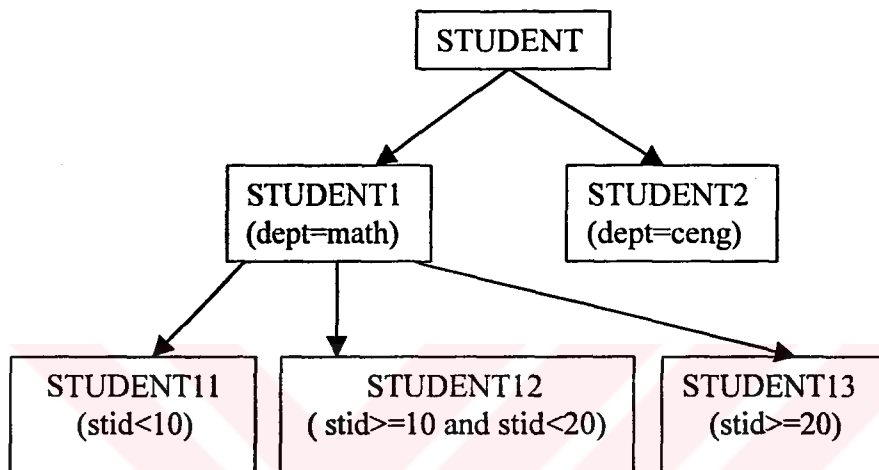 STUDENT
STUDENT1
(dept=math)
STUDENT2
(dept=ceng)
STUDENT11
(stid<10)
STUDENT12
( stid>=10 and stid<20)
STUDENT13
(stid>=20)